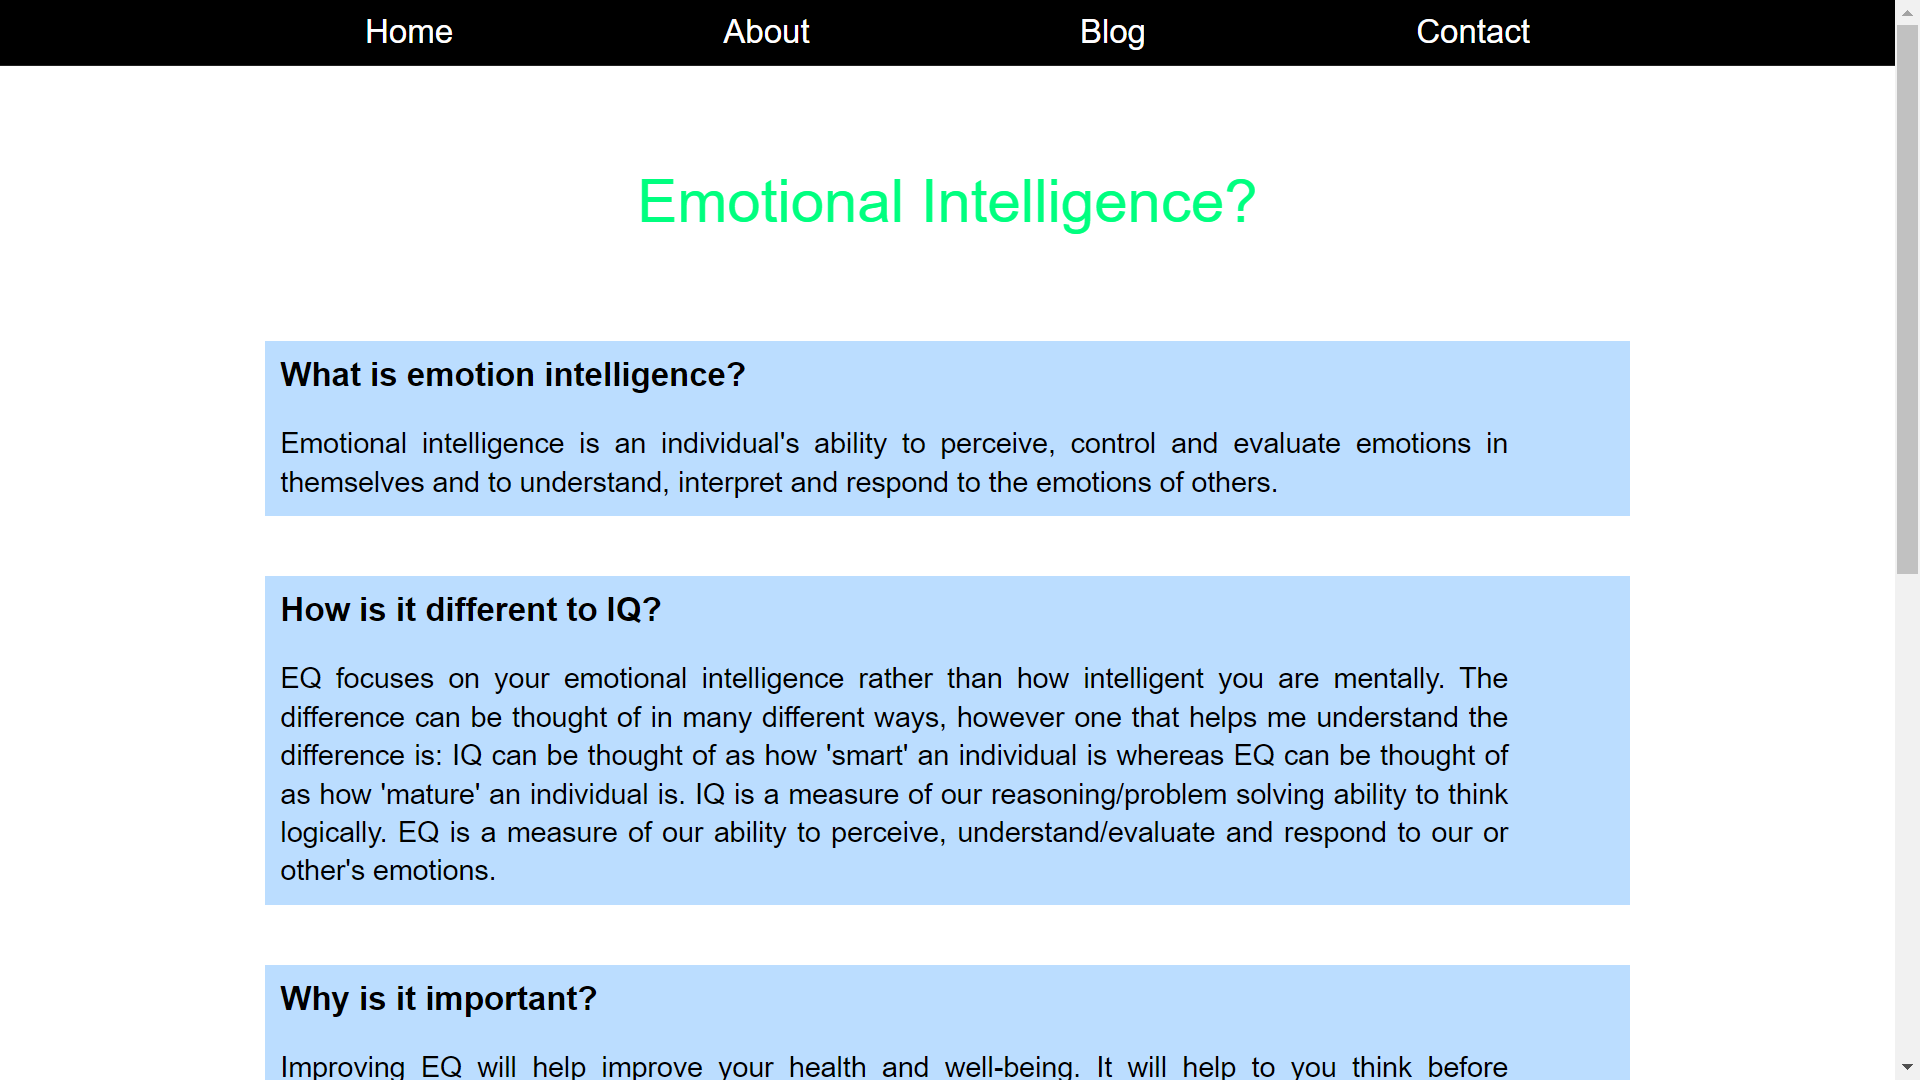 Home About Blog Contact
Emotional Intelligence?
What is emotion intelligence?
Emotional intelligence is an individual's ability to perceive, control and evaluate emotions in
themselves and to understand, interpret and respond to the emotions of others.
How is it different to IQ?
EQ focuses on your emotional intelligence rather than how intelligent you are mentally. The
difference can be thought of in many different ways, however one that helps me understand the
difference is: IQ can be thought of as how 'smart' an individual is whereas EQ can be thought of
as how 'mature' an individual is. IQ is a measure of our reasoning/problem solving ability to think
logically. EQ is a measure of our ability to perceive, understand/evaluate and respond to our or
other's emotions.
Why is it important?
Improving EQ will help improve your health and well-being. It will help to you think before